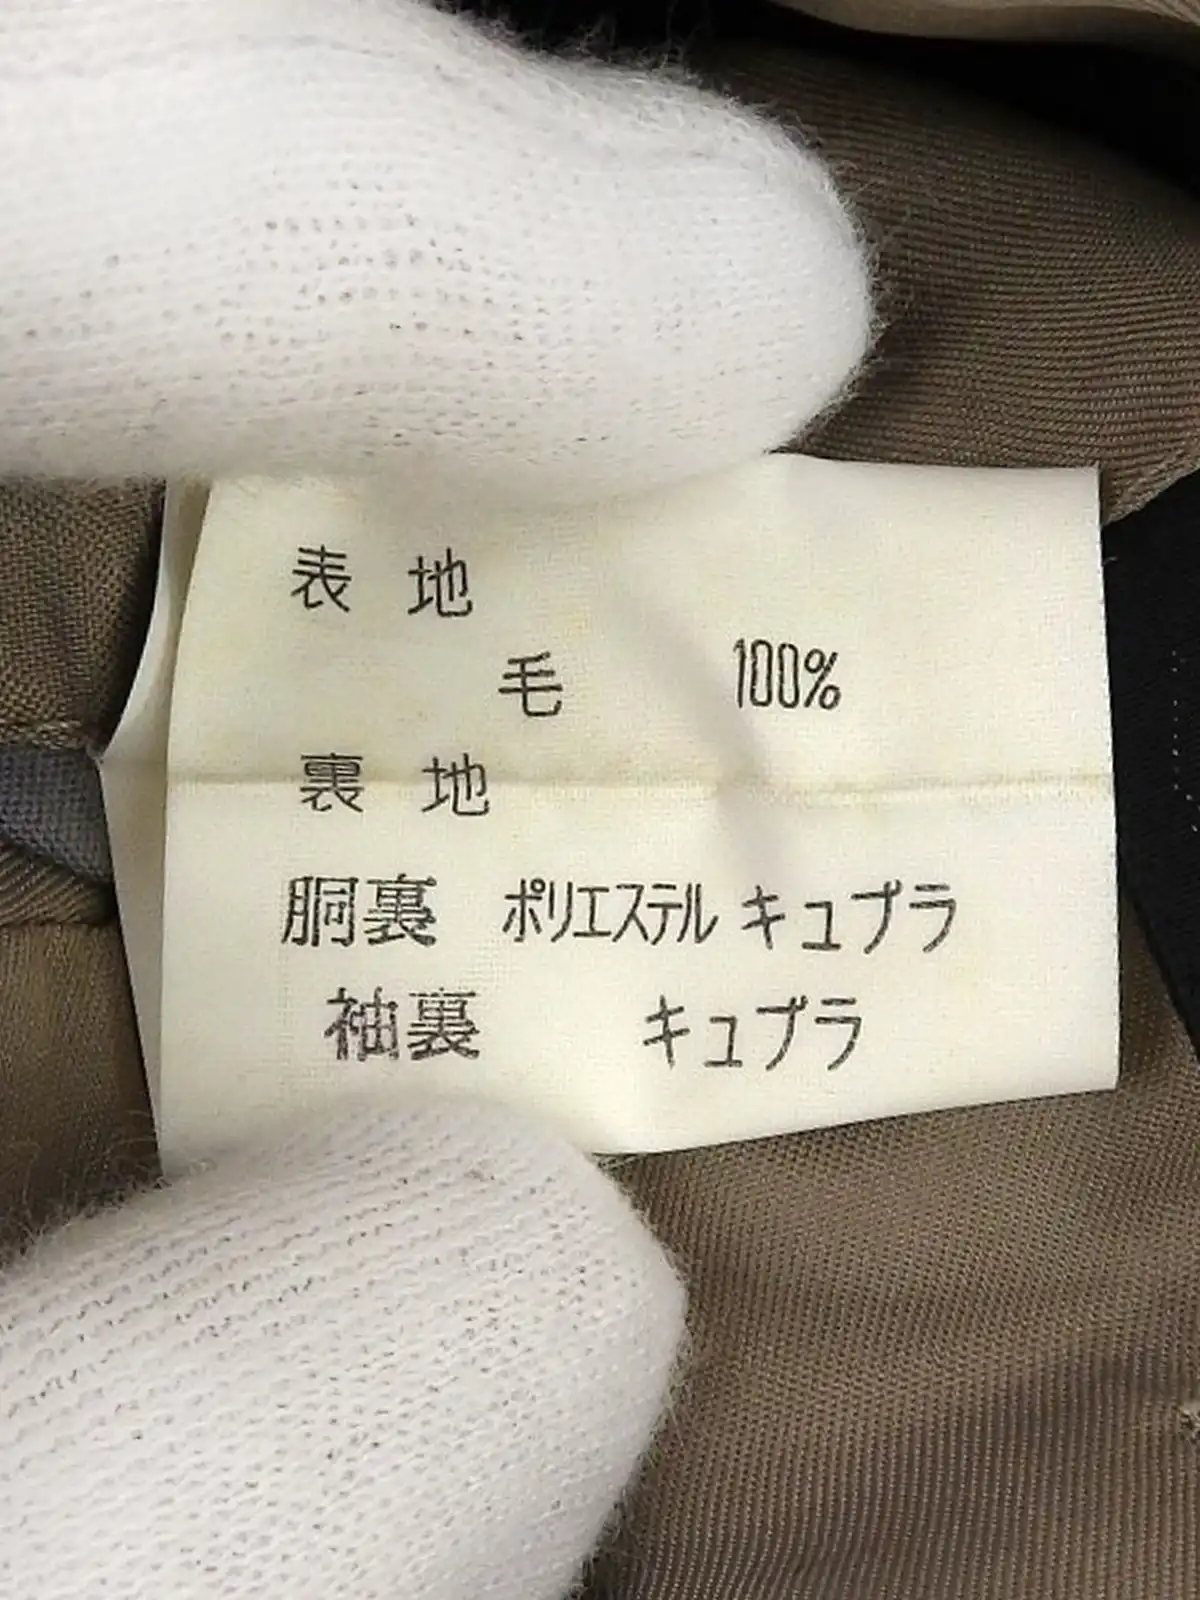 表地
毛 100%
裏地
胴裏 ポリエステル キュプラ
袖裏 キュプラ